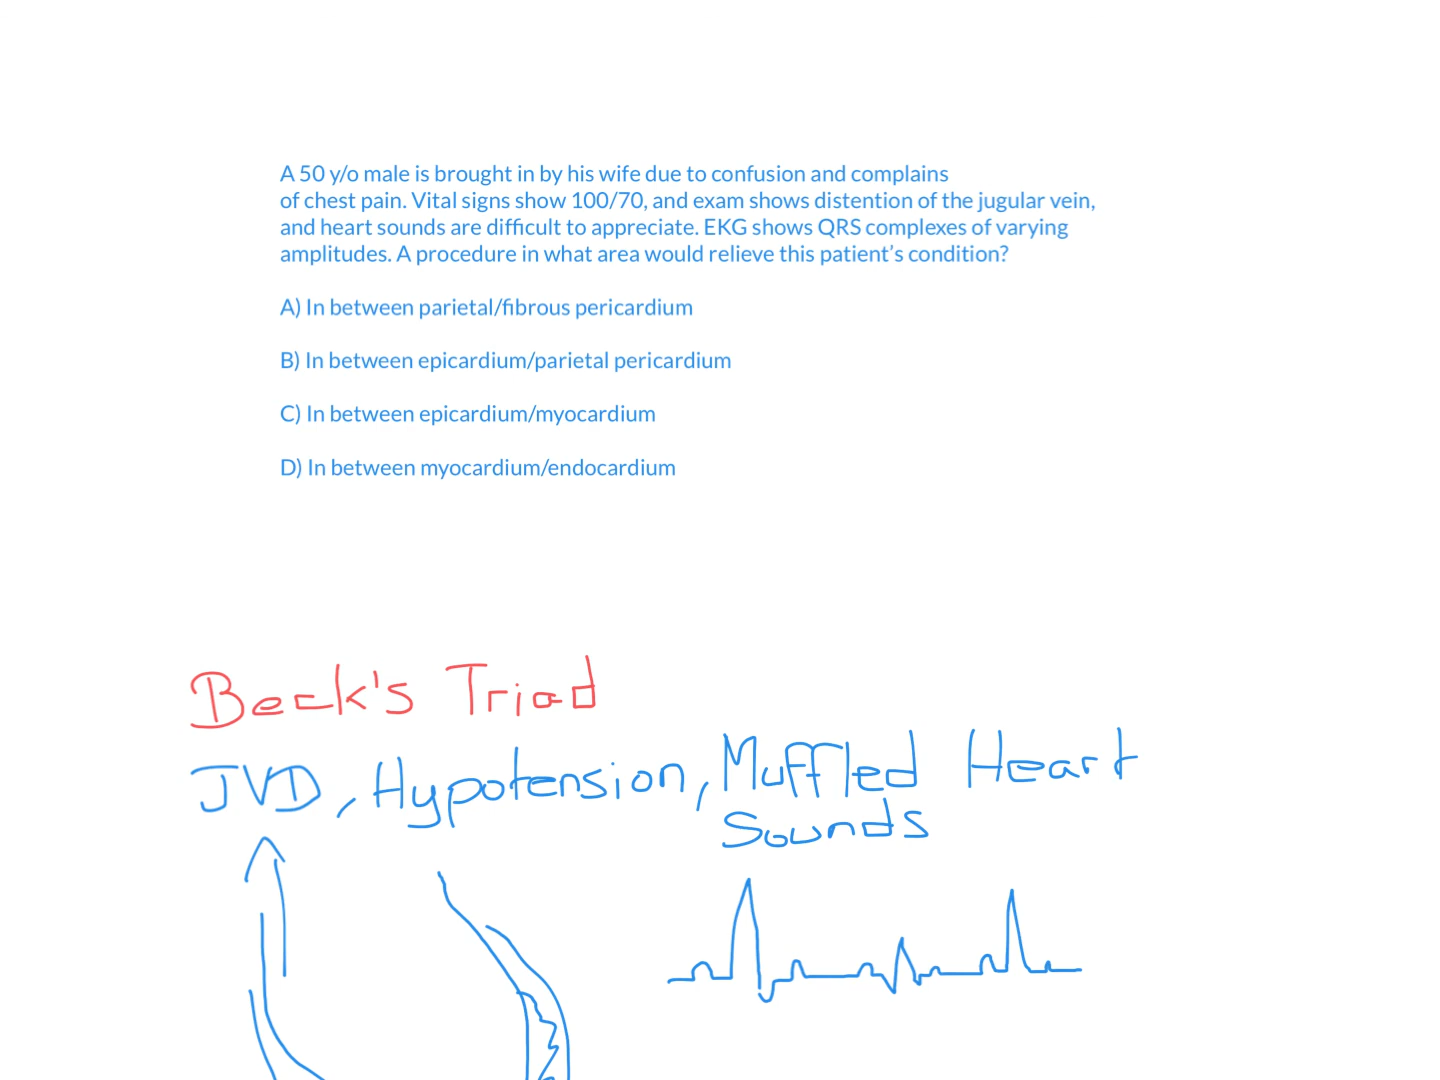 A 50 y/o male is brought in by his wife due to confusion and complains
of chest pain. Vital signs show 100/70, and exam shows distention of the jugular vein,
and heart sounds are difficult to appreciate. EKG shows QRS complexes of varying
amplitudes. A procedure in what area would relieve this patient's condition?
A) In between parietal/fibrous pericardium
B) In between epicardium/parietal pericardium
C) In between epicardium/myocardium
D) In between myocardium/endocardium
Beck's Triad
JVD, Hypotension, Muffled Heart
Sounds